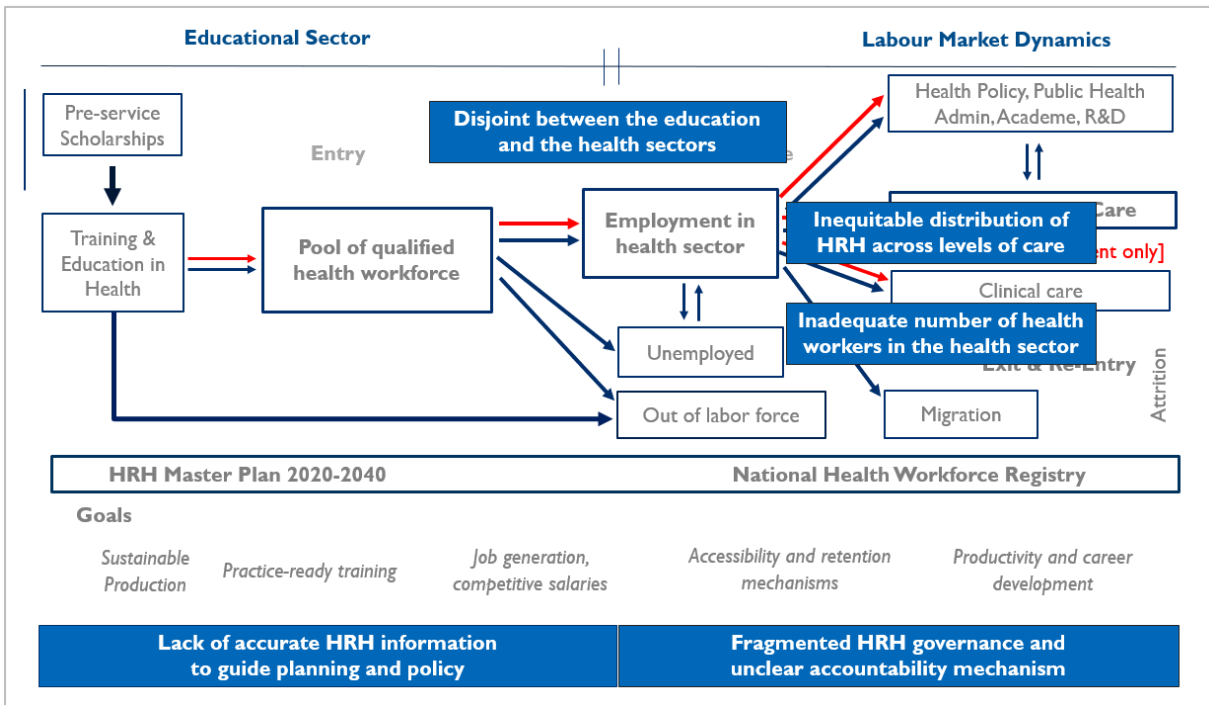 Educational Sector
Labour Market Dynamics
Pre-service
Scholarships
Health Policy, Public Health
Admin, Academe, R&D
Disjoint between the education
and the health sectors
Entry
Training &
Education in
Health
Pool of qualified
health workforce
Employment in
health sector
Care
Inequitable distribution of
HRH across levels of care
only]
Clinical care
Inadequate number of health
workers in the health sector
Unemployed
Exit & Re-Entry
Attrition
Out of labor force
Migration
HRH Master Plan 2020-2040
National Health Workforce Registry
Goals
Sustainable
Production
Practice-ready training
Job generation,
competitive salaries
Accessibility and retention
mechanisms
Productivity and career
development
Lack of accurate HRH information
to guide planning and policy
Fragmented HRH governance and
unclear accountability mechanism